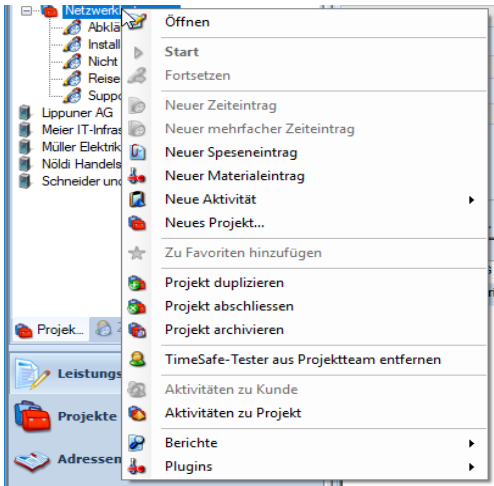 Netzwerk
Abklä
Install
Nicht
Reise
Suppo
Lippuner AG
Meier IT-Infras
Müller Elektrik
Nöldi Handels
Schneider und
Projek...
Leistungs
Projekte
Adressen
Öffnen
Start
Fortsetzen
Neuer Zeiteintrag
Neuer mehrfacher Zeiteintrag
Neuer Speseneintrag
Neuer Materialeintrag
Neue Aktivität
Neues Projekt...
Zu Favoriten hinzufügen
Projekt duplizieren
Projekt abschliessen
Projekt archivieren
TimeSafe-Tester aus Projektteam entfernen
Aktivitäten zu Kunde
Aktivitäten zu Projekt
Berichte
Plugins